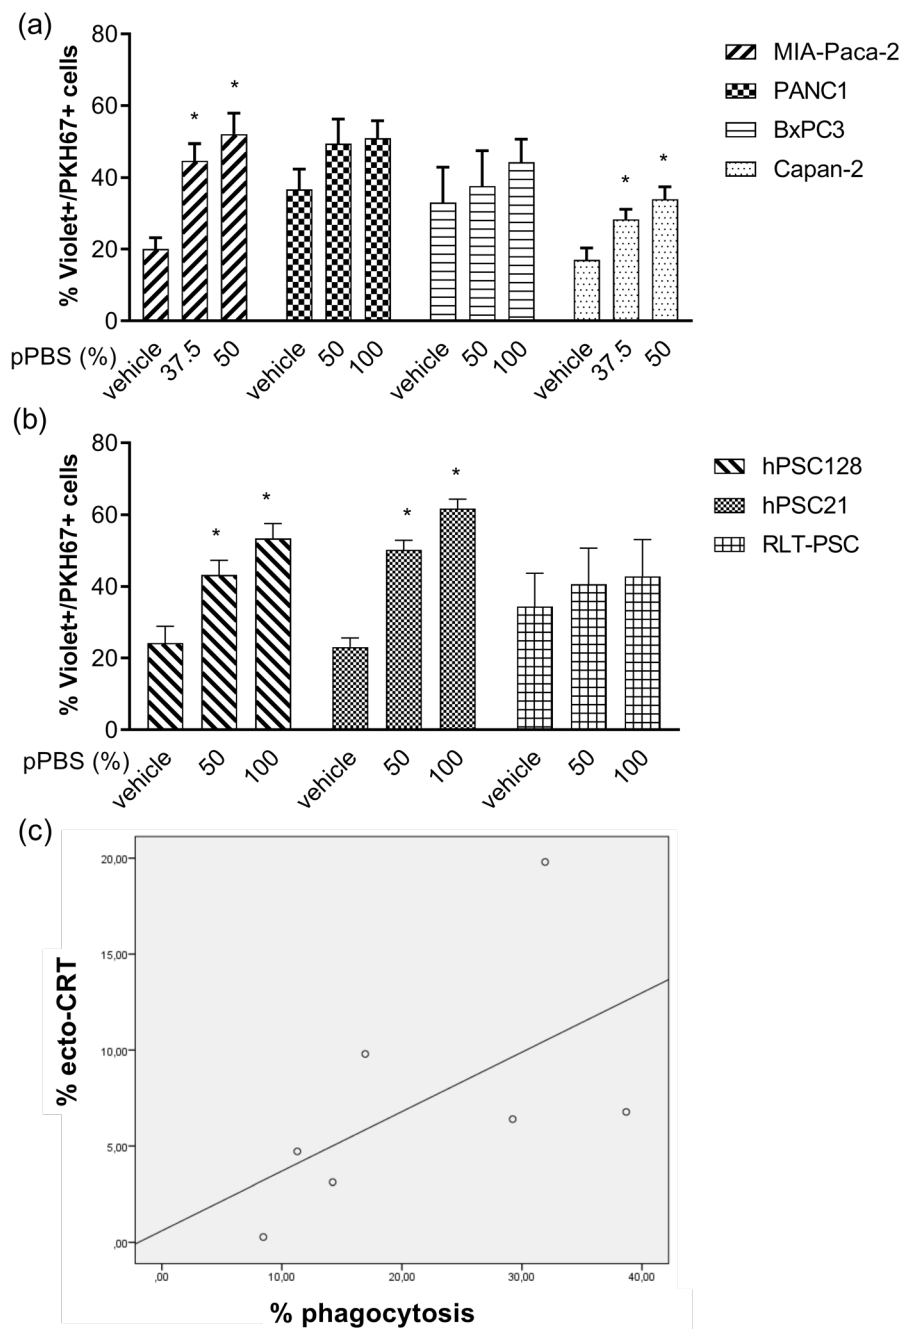 (a)
% Violet+/PKH67+ cells
80
60
40
20
0
* * * *
pPBS (%) vehicle 37.5 50 vehicle 50 100 vehicle 50 100 vehicle 37.5 50
MIA-Paca-2
PANC1
BxPC3
Capan-2
(b)
% Violet+/PKH67+ cells
80
60
40
20
0
* * * *
pPBS (%) vehicle 50 100 vehicle 50 100 vehicle 50 100
hPSC128
hPSC21
RLT-PSC
(c)
% ecto-CRT
20,00
15,00
10,00
5,00
,00
,00 10,00 20,00 30,00 40,00
% phagocytosis